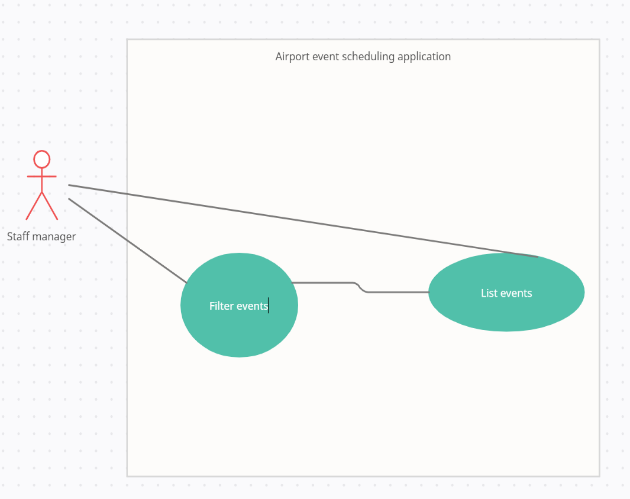 Airport event scheduling application
Staff manager
Filter events
List events